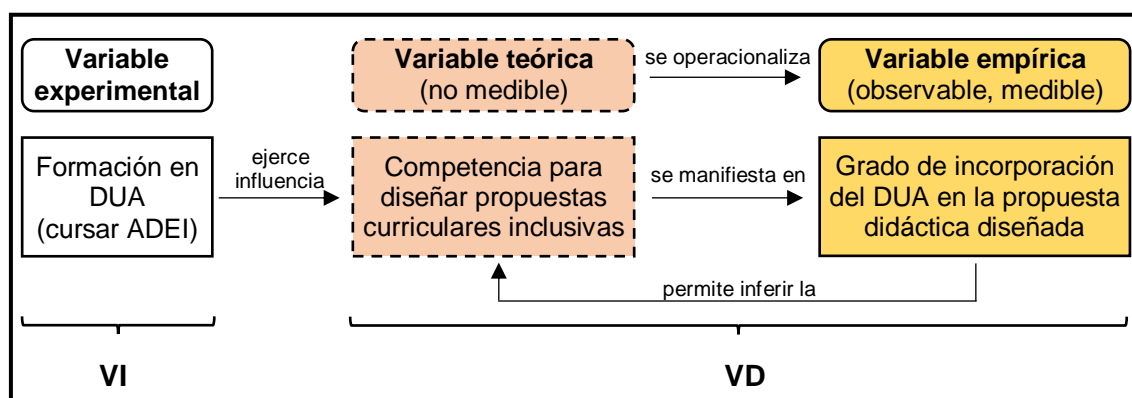 Variable
experimental
Variable teórica
(no medible)
se operacionaliza
Variable empírica
(observable, medible)
Formación en
DUA
(cursar ADEI)
ejerce
influencia
Competencia para
diseñar propuestas
curriculares inclusivas
se manifiesta en
Grado de incorporación
del DUA en la propuesta
didáctica diseñada
permite inferir la
VI
VD